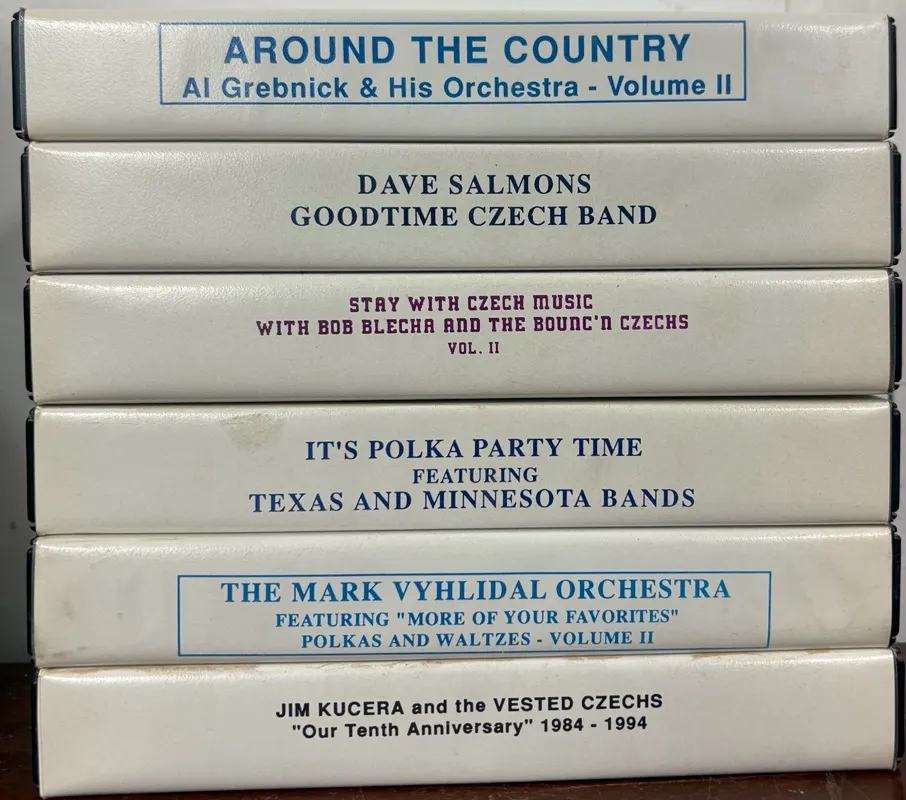 AROUND THE COUNTRY
Al Grebnick & His Orchestra - Volume II
DAVE SALMONS
GOODTIME CZECH BAND
STAY WITH CZECH MUSIC
WITH BOB BLECHA AND THE BOUNC'N CZECHS
VOL. II
IT'S POLKA PARTY TIME
FEATURING
TEXAS AND MINNESOTA BANDS
THE MARK VYHLIDAL ORCHESTRA
FEATURING "MORE OF YOUR FAVORITES"
POLKAS AND WALTZES - VOLUME II
JIM KUCERA and the VESTED CZECHS
"Our Tenth Anniversary" 1984 - 1994